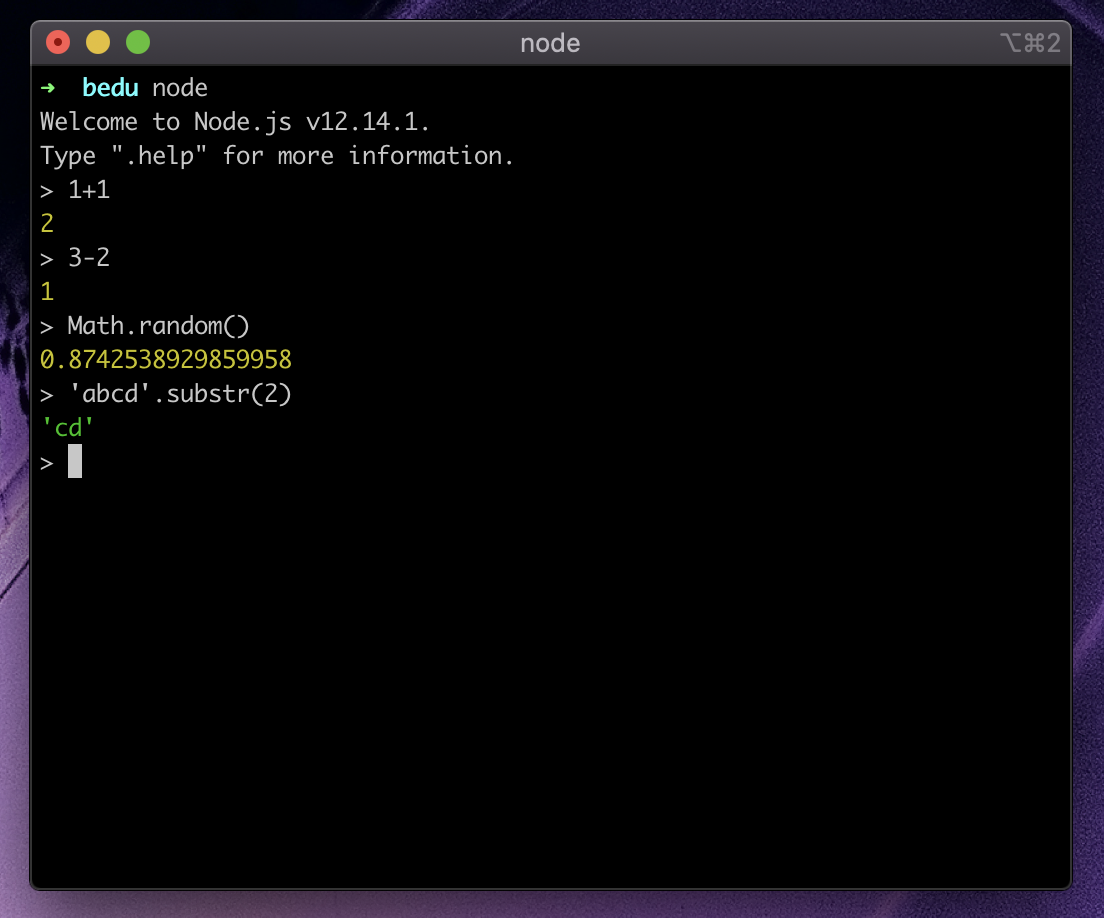 node
⌥⌘2
➜ bedu node
Welcome to Node.js v12.14.1.
Type ".help" for more information.
> 1+1
2
> 3-2
1
> Math.random()
0.8742538929859958
> 'abcd'.substr(2)
'cd'
>